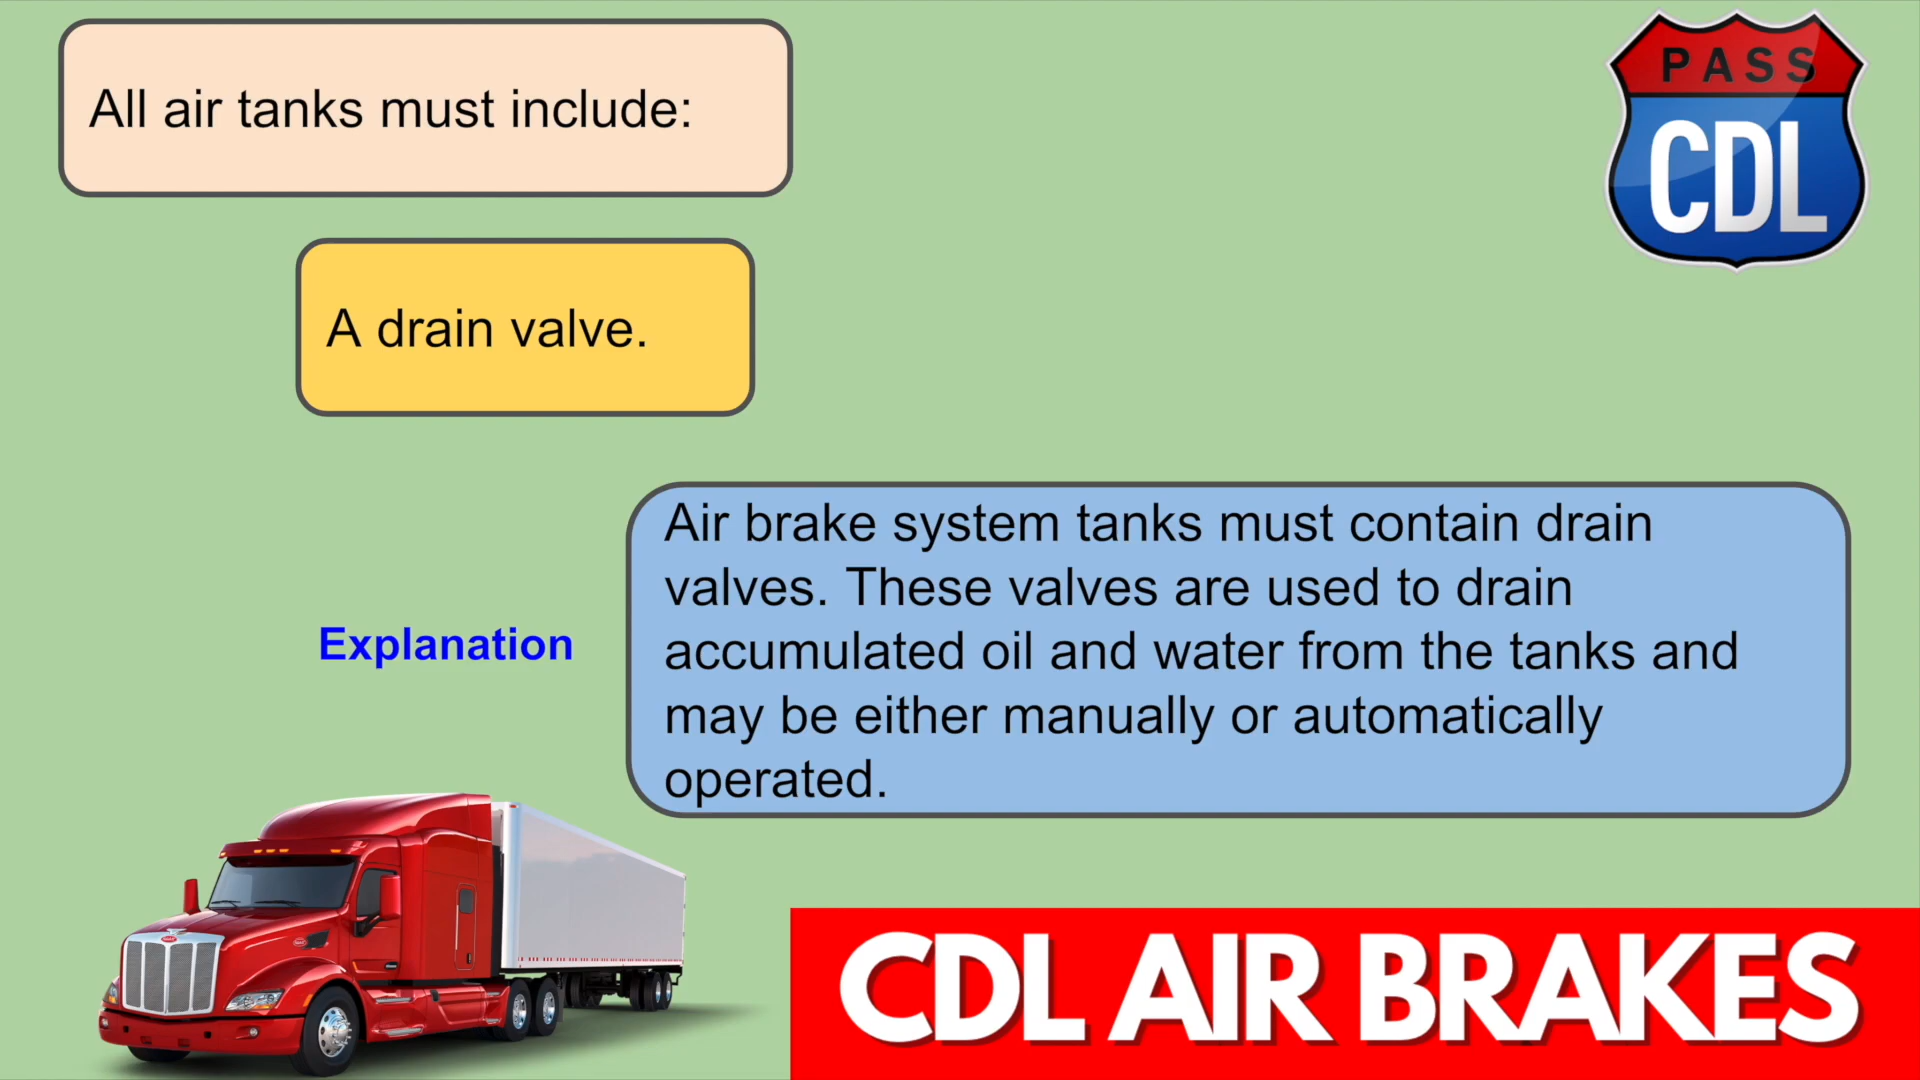 All air tanks must include:
PASS
CDL
A drain valve.
Explanation
Air brake system tanks must contain drain
valves. These valves are used to drain
accumulated oil and water from the tanks and
may be either manually or automatically
operated.
CDL AIR BRAKES